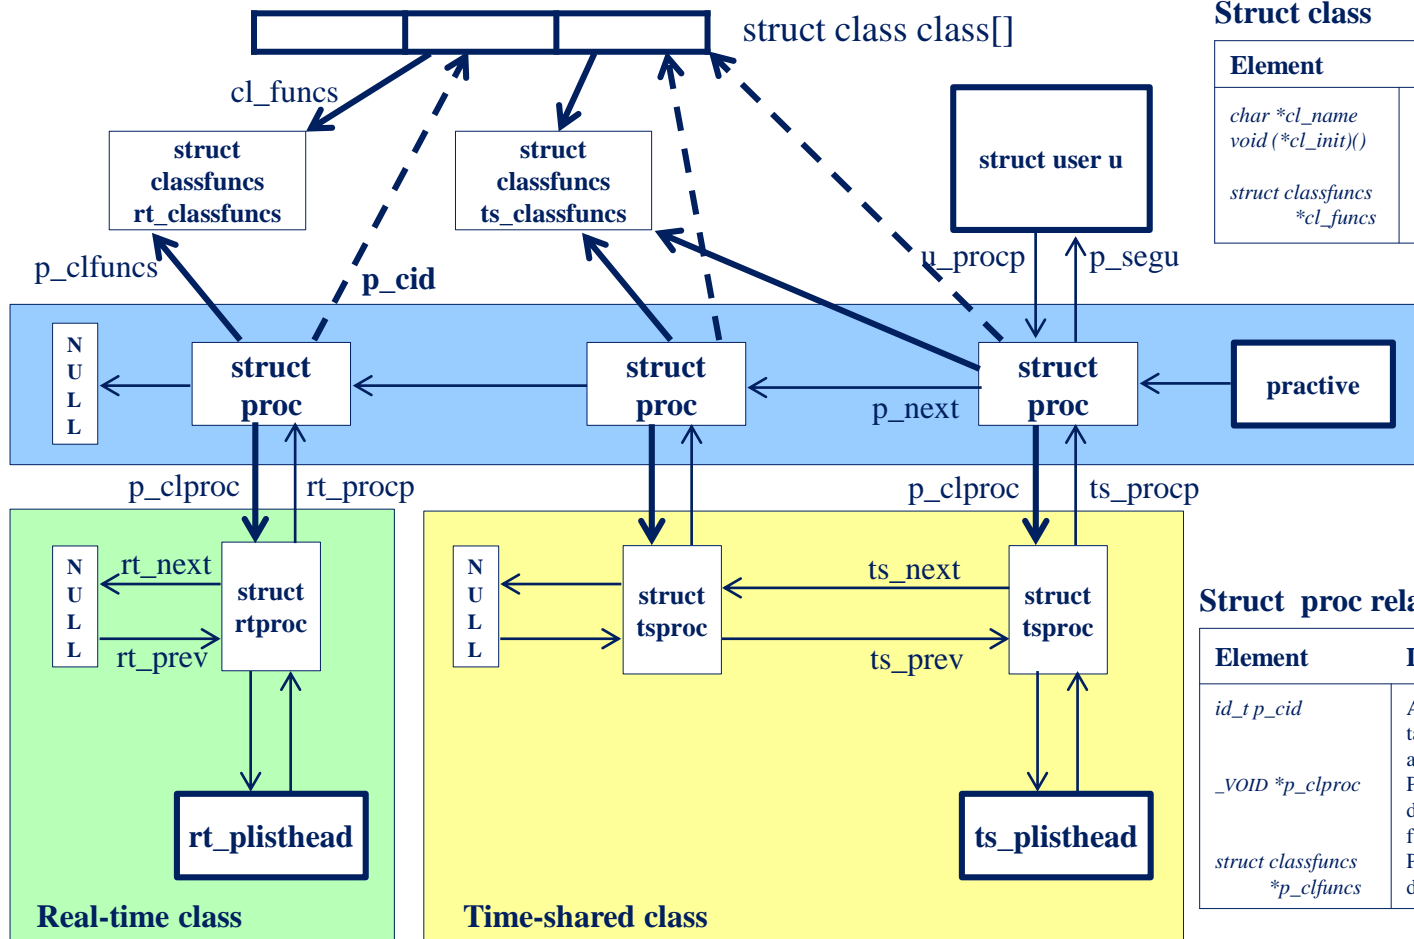 struct class class[]
Struct class
Element
char *cl_name
void (*cl_init)()
struct classfuncs
*cl_funcs
cl_funcs
struct
classfuncs
rt_classfuncs
struct
classfuncs
ts_classfuncs
struct user u
p_clfuncs
p_cid
u_procp
p_segu
N
U
L
L
struct
proc
struct
proc
p_next
struct
proc
practive
p_clproc
rt_procp
p_clproc
ts_procp
N
U
L
L
rt_next
rt_prev
struct
rtproc
N
U
L
L
struct
tsproc
ts_next
ts_prev
struct
tsproc
rt_plisthead
ts_plisthead
Real-time class
Time-shared class
Struct proc rela
Element
id_t p_cid
_VOID *p_clproc
struct classfuncs
*p_clfuncs